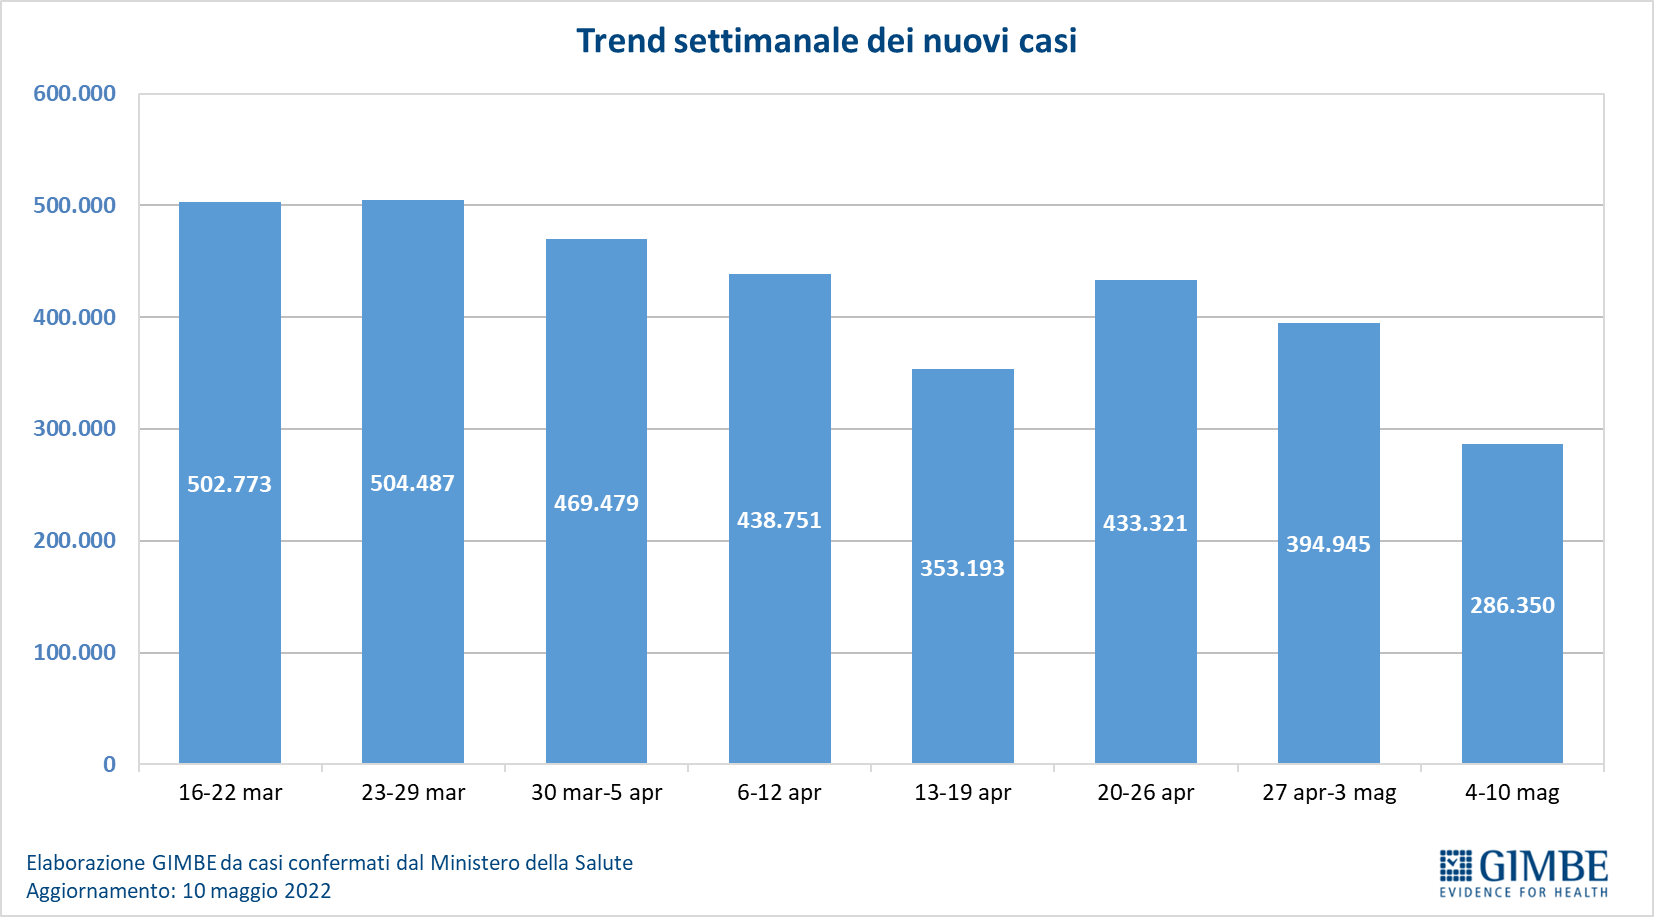 Trend settimanale dei nuovi casi
600.000
500.000
400.000
300.000
200.000
100.000
0
502.773
504.487
469.479
438.751
353.193
433.321
394.945
286.350
16-22 mar
23-29 mar
30 mar-5 apr
6-12 apr
13-19 apr
20-26 apr
27 apr-3 mag
4-10 mag
Elaborazione GIMBE da casi confermati dal Ministero della Salute
Aggiornamento: 10 maggio 2022
GIMBE
EVIDENCE FOR HEALTH